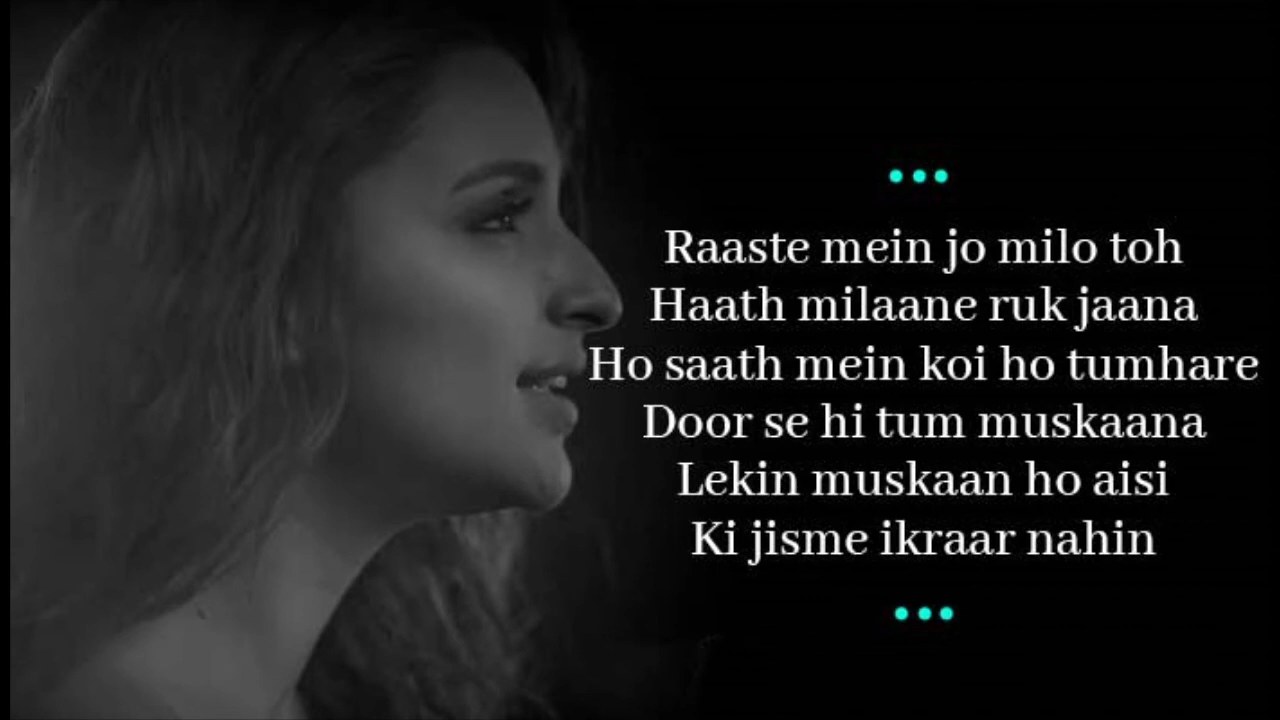 Raaste mein jo milo toh
Haath milaane ruk jaana
Ho saath mein koi ho tumhare
Door se hi tum muskaana
Lekin muskaan ho aisi
Ki jisme ikraar nahin